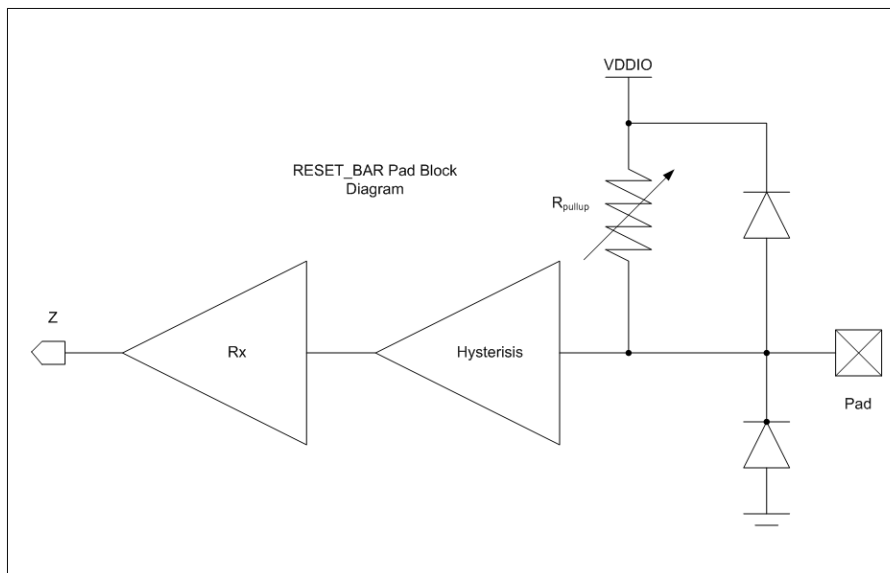 VDDIO
RESET_BAR Pad Block
Diagram
Rpullup
Z
Rx
Hysterisis
Pad